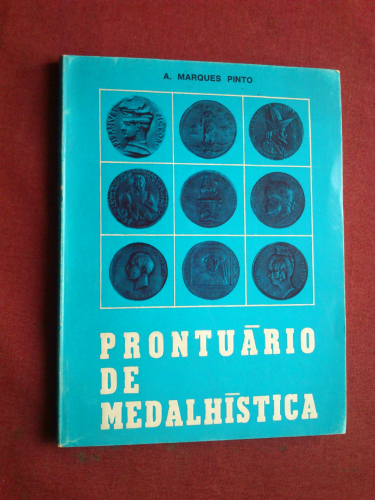 A. MARQUES PINTO
PRONTUÁRIO
DE
MEDALHÍSTICA